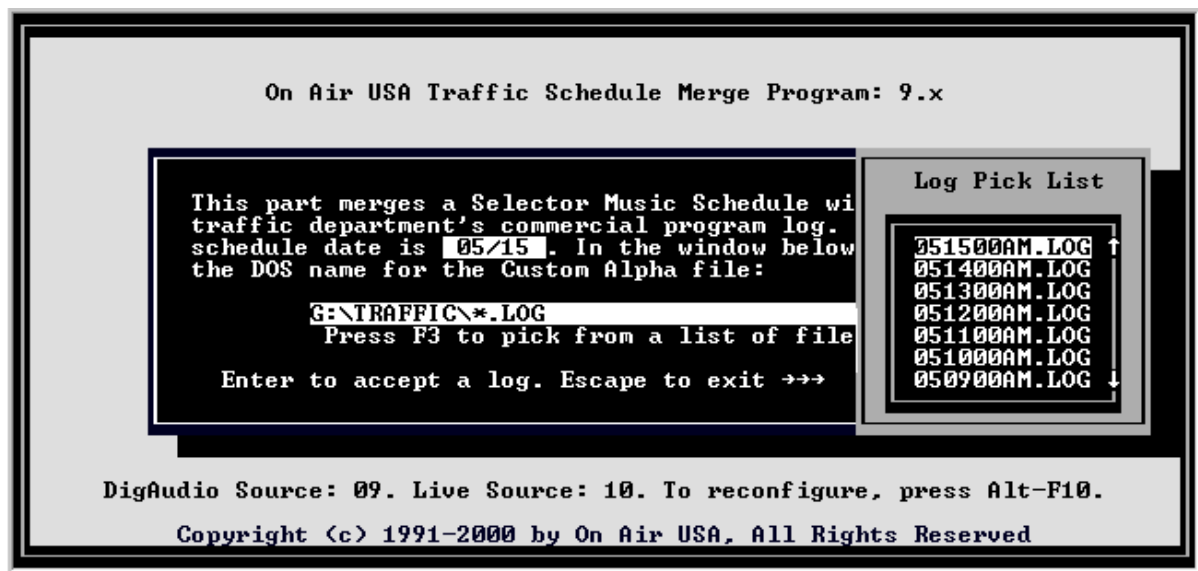 On Air USA Traffic Schedule Merge Program: 9.x
This part merges a Selector Music Schedule wi
traffic department's commercial program log.
schedule date is 05/15 . In the window below
the DOS name for the Custom Alpha file:
G:\TRAFFIC\*.LOG
Press F3 to pick from a list of file
Enter to accept a log. Escape to exit →→→
Log Pick List
051500AM.LOG ↑
051400AM.LOG
051300AM.LOG
051200AM.LOG
051100AM.LOG
051000AM.LOG
050900AM.LOG ↓
DigAudio Source: 09. Live Source: 10. To reconfigure, press Alt-F10.
Copyright (c) 1991-2000 by On Air USA, All Rights Reserved